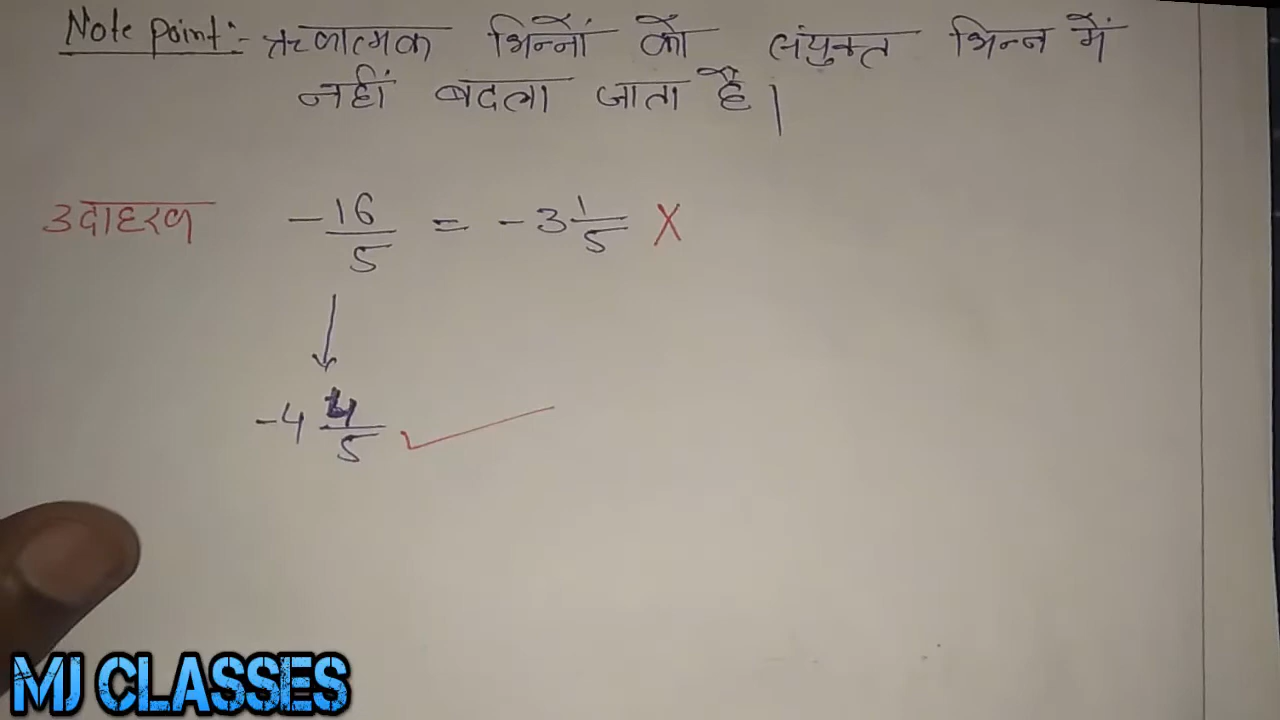 Note Point:- ऋणात्मक भिन्नों को संयुक्त भिन्न में
नहीं बदला जाता है।
उदाहरण -16/5 = -3 1/5 X
-4 4/5 ✓
MJ CLASSES